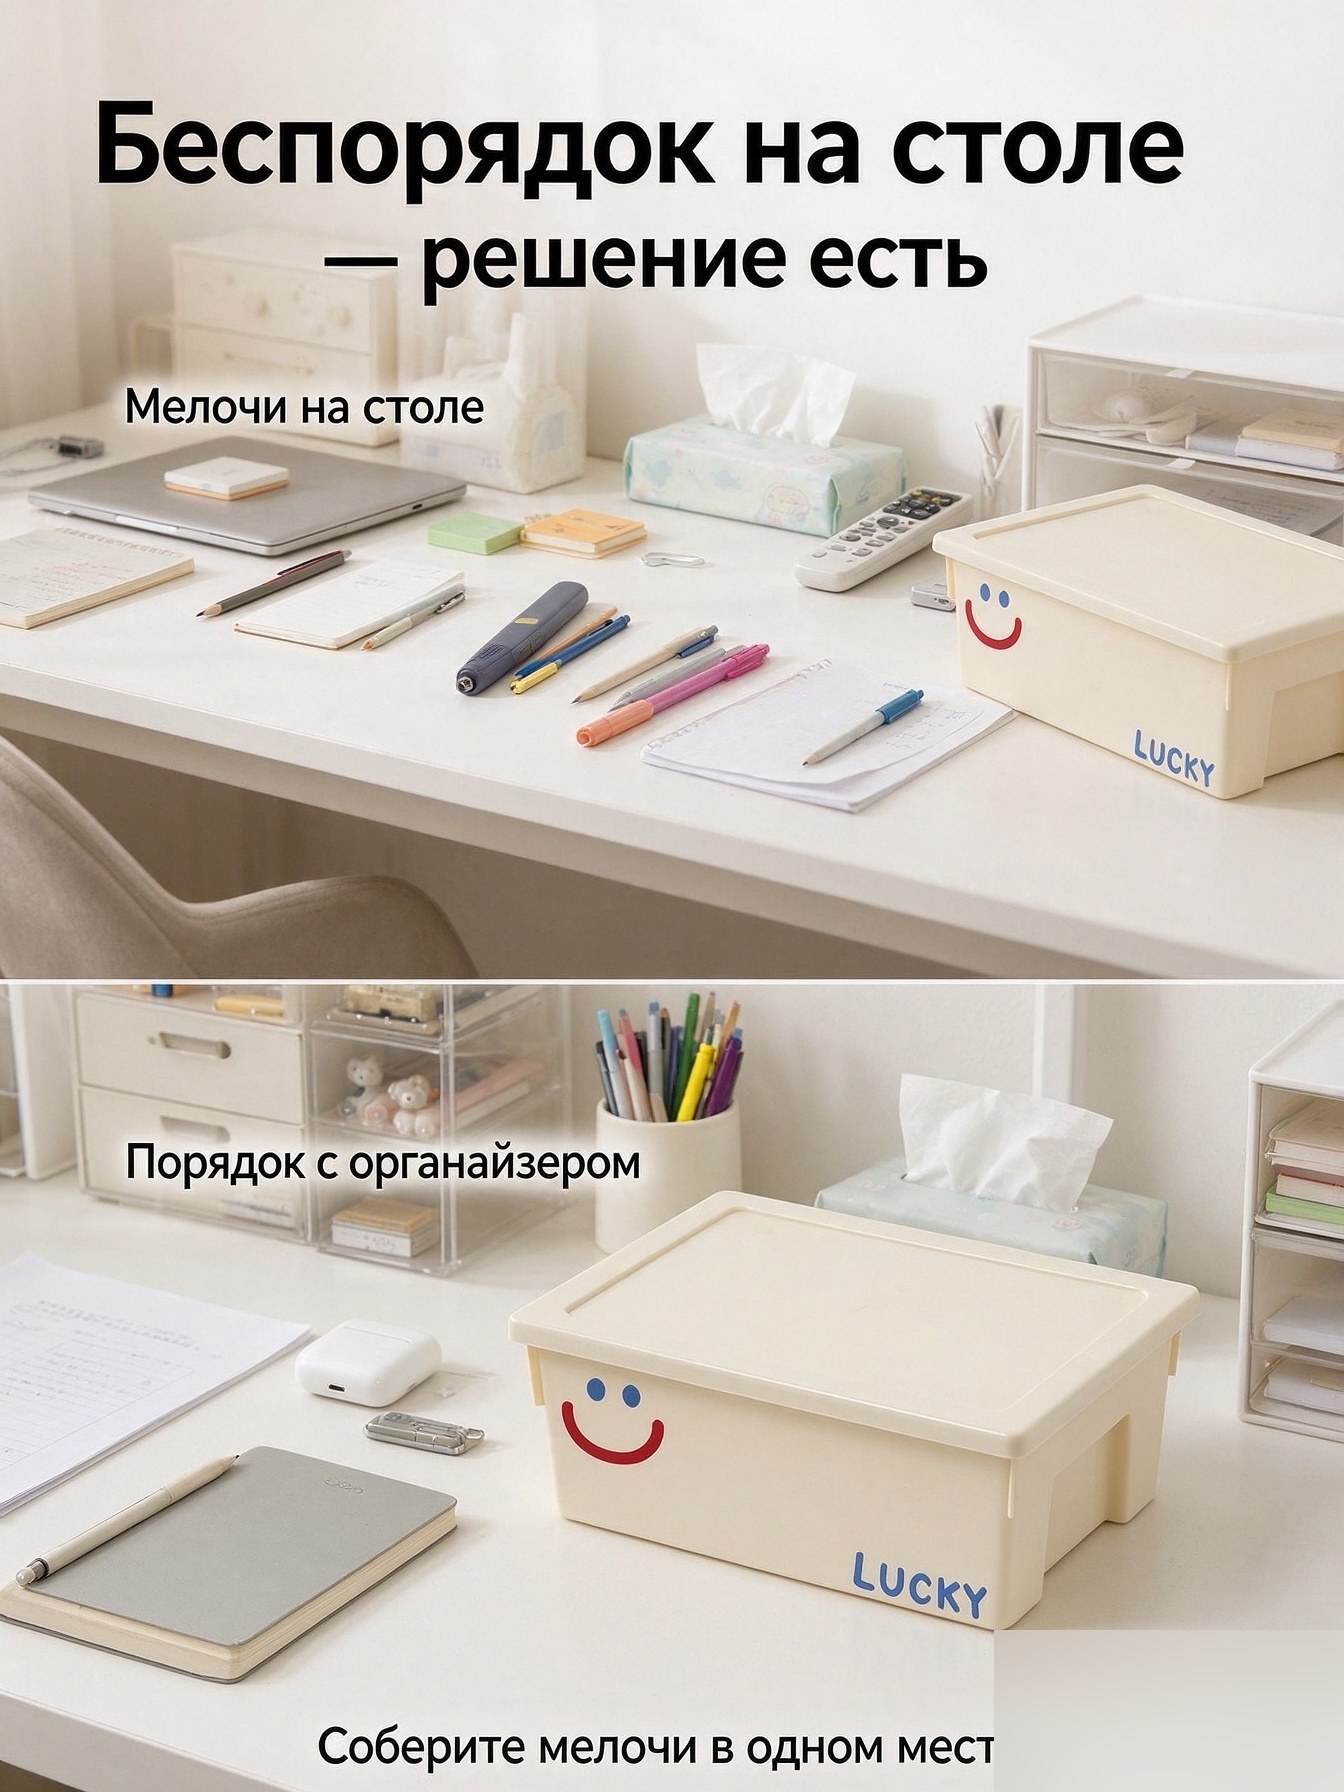 Беспорядок на столе
— решение есть
Мелочи на столе
LUCKY
Порядок с органайзером
LUCKY
Соберите мелочи в одном мест